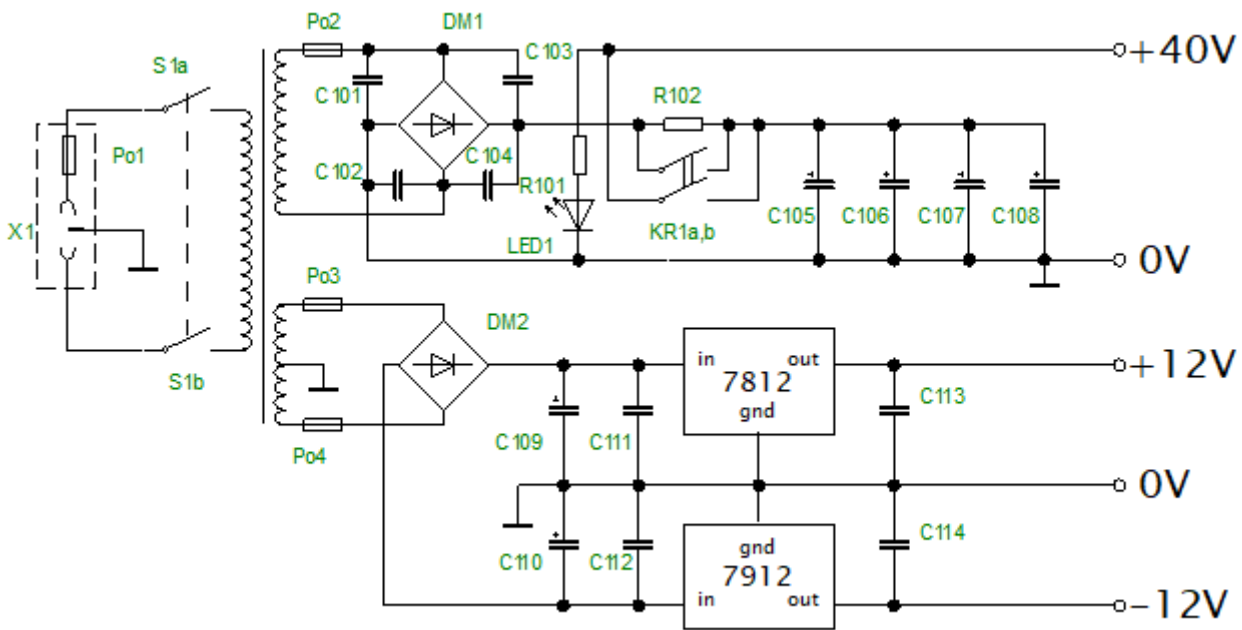 Po2
DM1
C103
+40V
S1a
C101
R102
Po1
C102
C104
R101
X1
LED1
KR1a,b
C105
C106
C107
C108
0V
Po3
DM2
S1b
in
out
7812
gnd
+12V
C113
Po4
C109
C111
0V
C110
C112
gnd
7912
in
out
C114
-12V